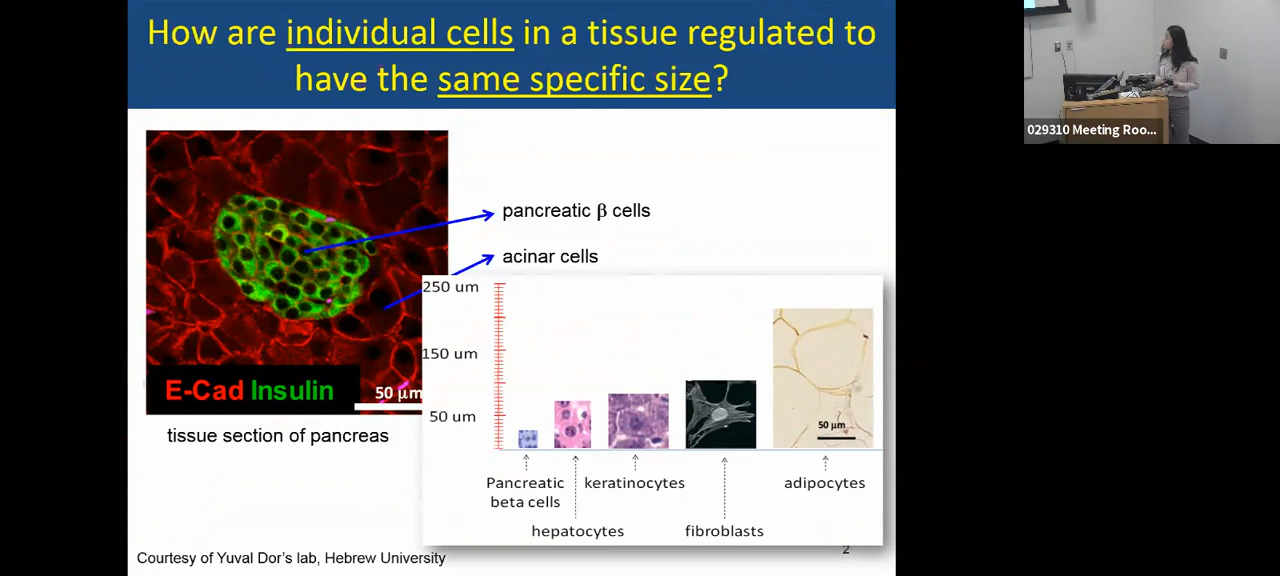 How are individual cells in a tissue regulated to
have the same specific size?
029310 Meeting Roo...
pancreatic β cells
acinar cells
E-Cad Insulin
50 μm
tissue section of pancreas
250 um
150 um
50 um
50 μm
Pancreatic
beta cells
hepatocytes
keratinocytes
fibroblasts
adipocytes
Courtesy of Yuval Dor's lab, Hebrew University
2